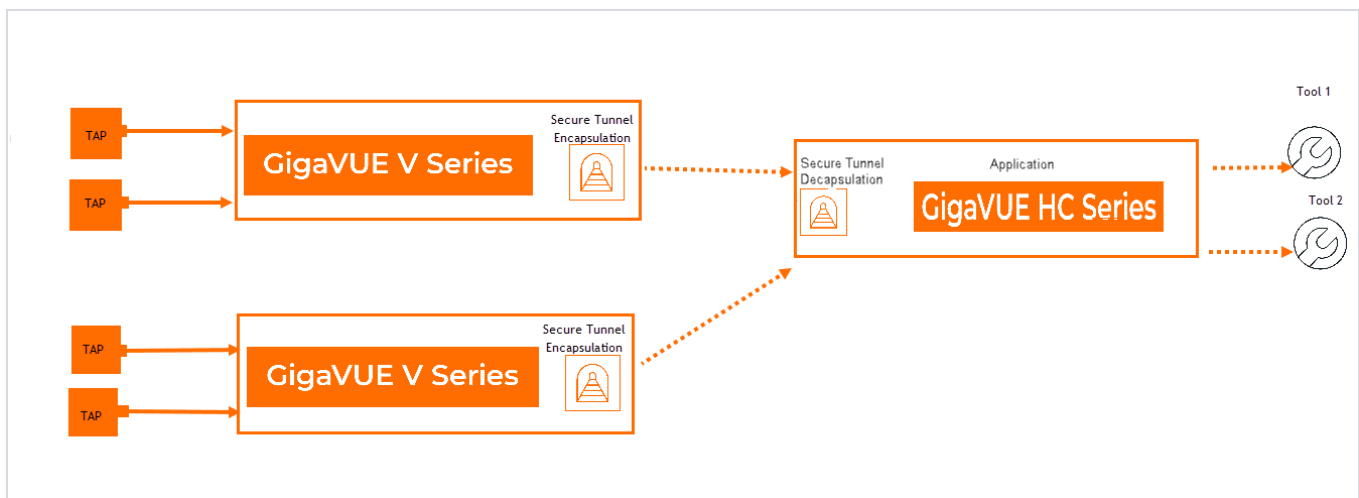 Tool 1
TAP
Secure Tunnel
Encapsulation
GigaVUE V Series
TAP
Secure Tunnel
Decapsulation
Application
GigaVUE HC Series
Tool 2
Secure Tunnel
Encapsulation
TAP
GigaVUE V Series
TAP